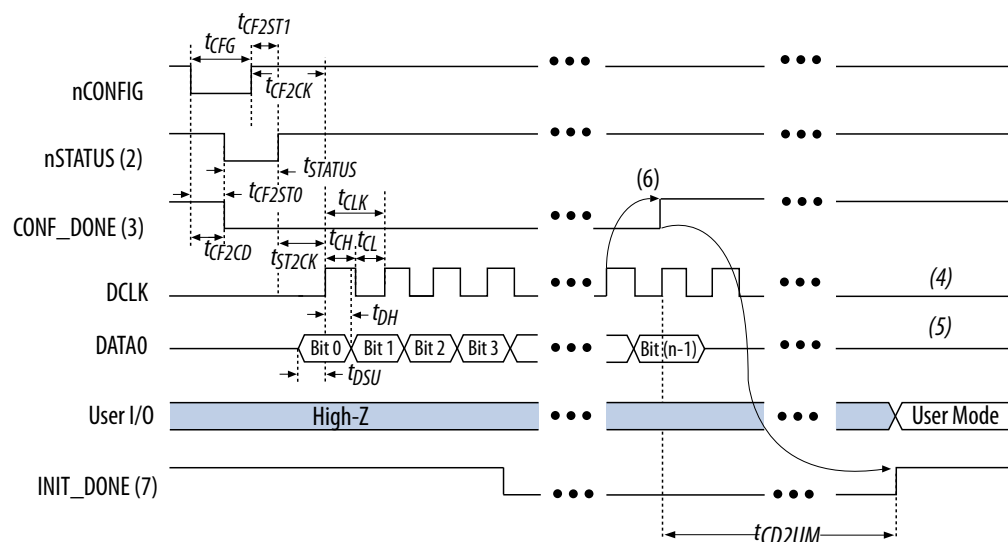 tCF2ST1
tCFG
nCONFIG
tCF2CK
nSTATUS (2)
tSTATUS
tCF2ST0
tCLK
(6)
CONF_DONE (3)
tCF2CD
tST2CK
tCH
tCL
DCLK
(4)
tDH
DATA0
Bit 0
Bit 1
Bit 2
Bit 3
Bit (n-1)
(5)
tDSU
User I/O
High-Z
User Mode
INIT_DONE (7)
tCD2UM